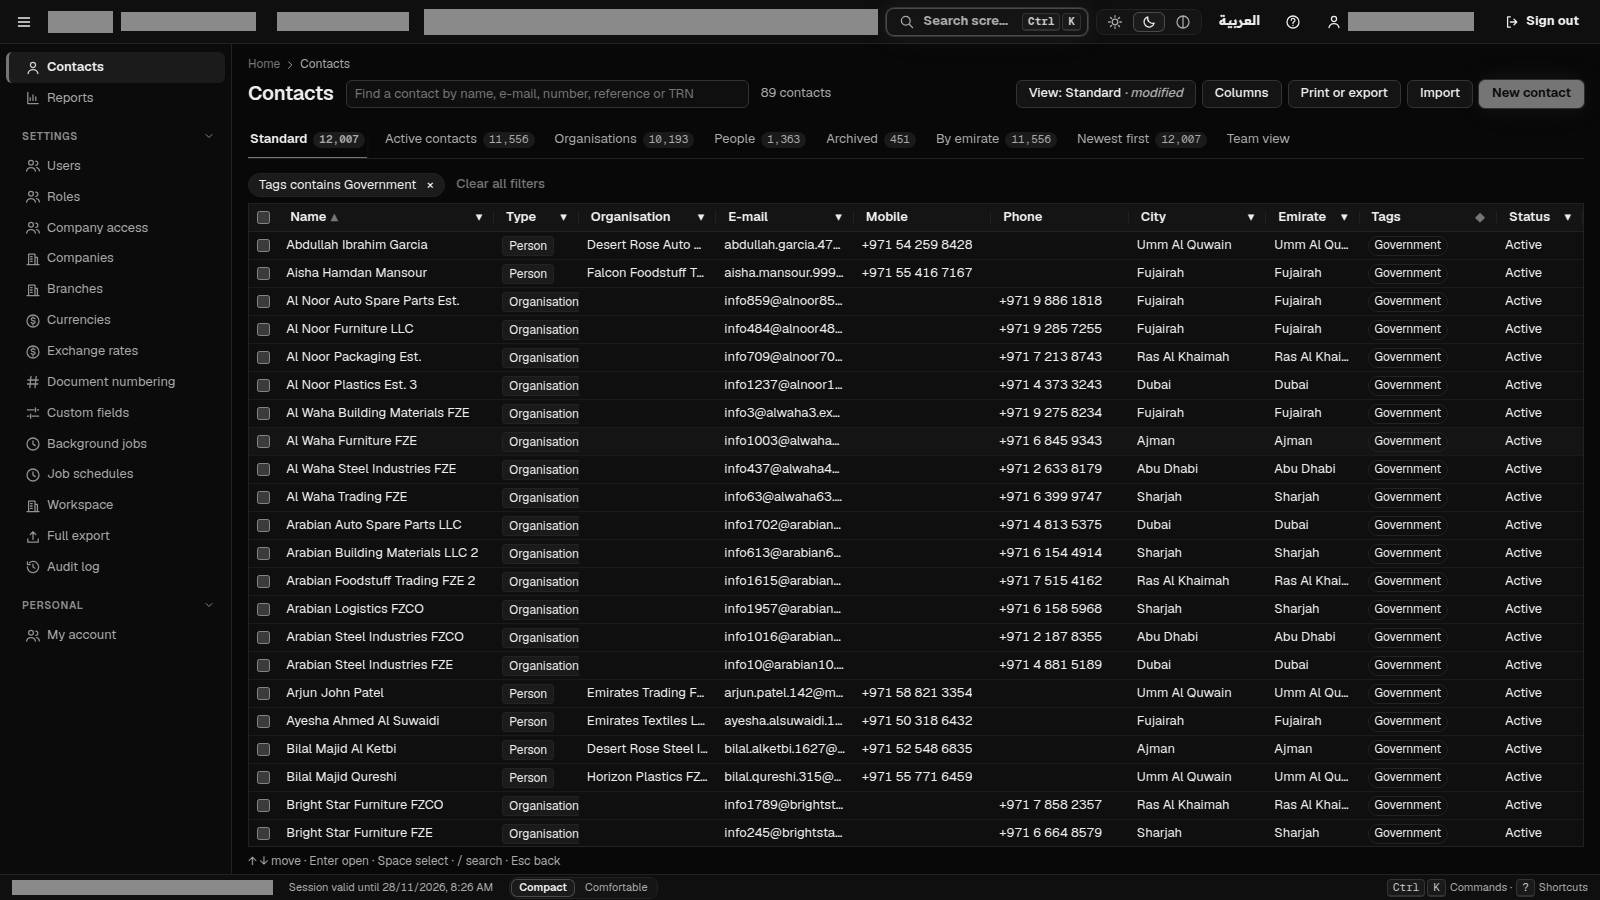 Search scre... Ctrl K العربية Sign out
Contacts
Reports
SETTINGS
Users
Roles
Company access
Companies
Branches
Currencies
Exchange rates
Document numbering
Custom fields
Background jobs
Job schedules
Workspace
Full export
Audit log
PERSONAL
My account
Home > Contacts
Contacts Find a contact by name, e-mail, number, reference or TRN 89 contacts View: Standard · modified Columns Print or export Import New contact
Standard 12,007 Active contacts 11,556 Organisations 10,193 People 1,363 Archived 451 By emirate 11,556 Newest first 12,007 Team view
Tags contains Government × Clear all filters
Name Type Organisation E-mail Mobile Phone City Emirate Tags Status
Abdullah Ibrahim Garcia Person Desert Rose Auto ... abdullah.garcia.47... +971 54 259 8428 Umm Al Quwain Umm Al Qu... Government Active
Aisha Hamdan Mansour Person Falcon Foodstuff T... aisha.mansour.999... +971 55 416 7167 Fujairah Fujairah Government Active
Al Noor Auto Spare Parts Est. Organisation info859@alnoor85... +971 9 886 1818 Fujairah Fujairah Government Active
Al Noor Furniture LLC Organisation info484@alnoor48... +971 9 285 7255 Fujairah Fujairah Government Active
Al Noor Packaging Est. Organisation info709@alnoor70... +971 7 213 8743 Ras Al Khaimah Ras Al Khai... Government Active
Al Noor Plastics Est. 3 Organisation info1237@alnoor1... +971 4 373 3243 Dubai Dubai Government Active
Al Waha Building Materials FZE Organisation info3@alwaha3.ex... +971 9 275 8234 Fujairah Fujairah Government Active
Al Waha Furniture FZE Organisation info1003@alwaha... +971 6 845 9343 Ajman Ajman Government Active
Al Waha Steel Industries FZE Organisation info437@alwaha4... +971 2 633 8179 Abu Dhabi Abu Dhabi Government Active
Al Waha Trading FZE Organisation info63@alwaha63.... +971 6 399 9747 Sharjah Sharjah Government Active
Arabian Auto Spare Parts LLC Organisation info1702@arabian... +971 4 813 5375 Dubai Dubai Government Active
Arabian Building Materials LLC 2 Organisation info613@arabian6... +971 6 154 4914 Sharjah Sharjah Government Active
Arabian Foodstuff Trading FZE 2 Organisation info1615@arabian... +971 7 515 4162 Ras Al Khaimah Ras Al Khai... Government Active
Arabian Logistics FZCO Organisation info1957@arabian... +971 6 158 5968 Sharjah Sharjah Government Active
Arabian Steel Industries FZCO Organisation info1016@arabian... +971 2 187 8355 Abu Dhabi Abu Dhabi Government Active
Arabian Steel Industries FZE Organisation info10@arabian10.... +971 4 881 5189 Dubai Dubai Government Active
Arjun John Patel Person Emirates Trading F... arjun.patel.142@m... +971 58 821 3354 Umm Al Quwain Umm Al Qu... Government Active
Ayesha Ahmed Al Suwaidi Person Emirates Textiles L... ayesha.alsuwaidi.1... +971 50 318 6432 Fujairah Fujairah Government Active
Bilal Majid Al Ketbi Person Desert Rose Steel I... bilal.alketbi.1627@... +971 52 548 6835 Ajman Ajman Government Active
Bilal Majid Qureshi Person Horizon Plastics FZ... bilal.qureshi.315@... +971 55 771 6459 Umm Al Quwain Umm Al Qu... Government Active
Bright Star Furniture FZCO Organisation info1789@brightst... +971 7 858 2357 Ras Al Khaimah Ras Al Khai... Government Active
Bright Star Furniture FZE Organisation info245@brightsta... +971 6 664 8579 Sharjah Sharjah Government Active
↑↓ move · Enter open · Space select · / search · Esc back
Session valid until 28/11/2026, 8:26 AM Compact Comfortable Ctrl K Commands · ? Shortcuts